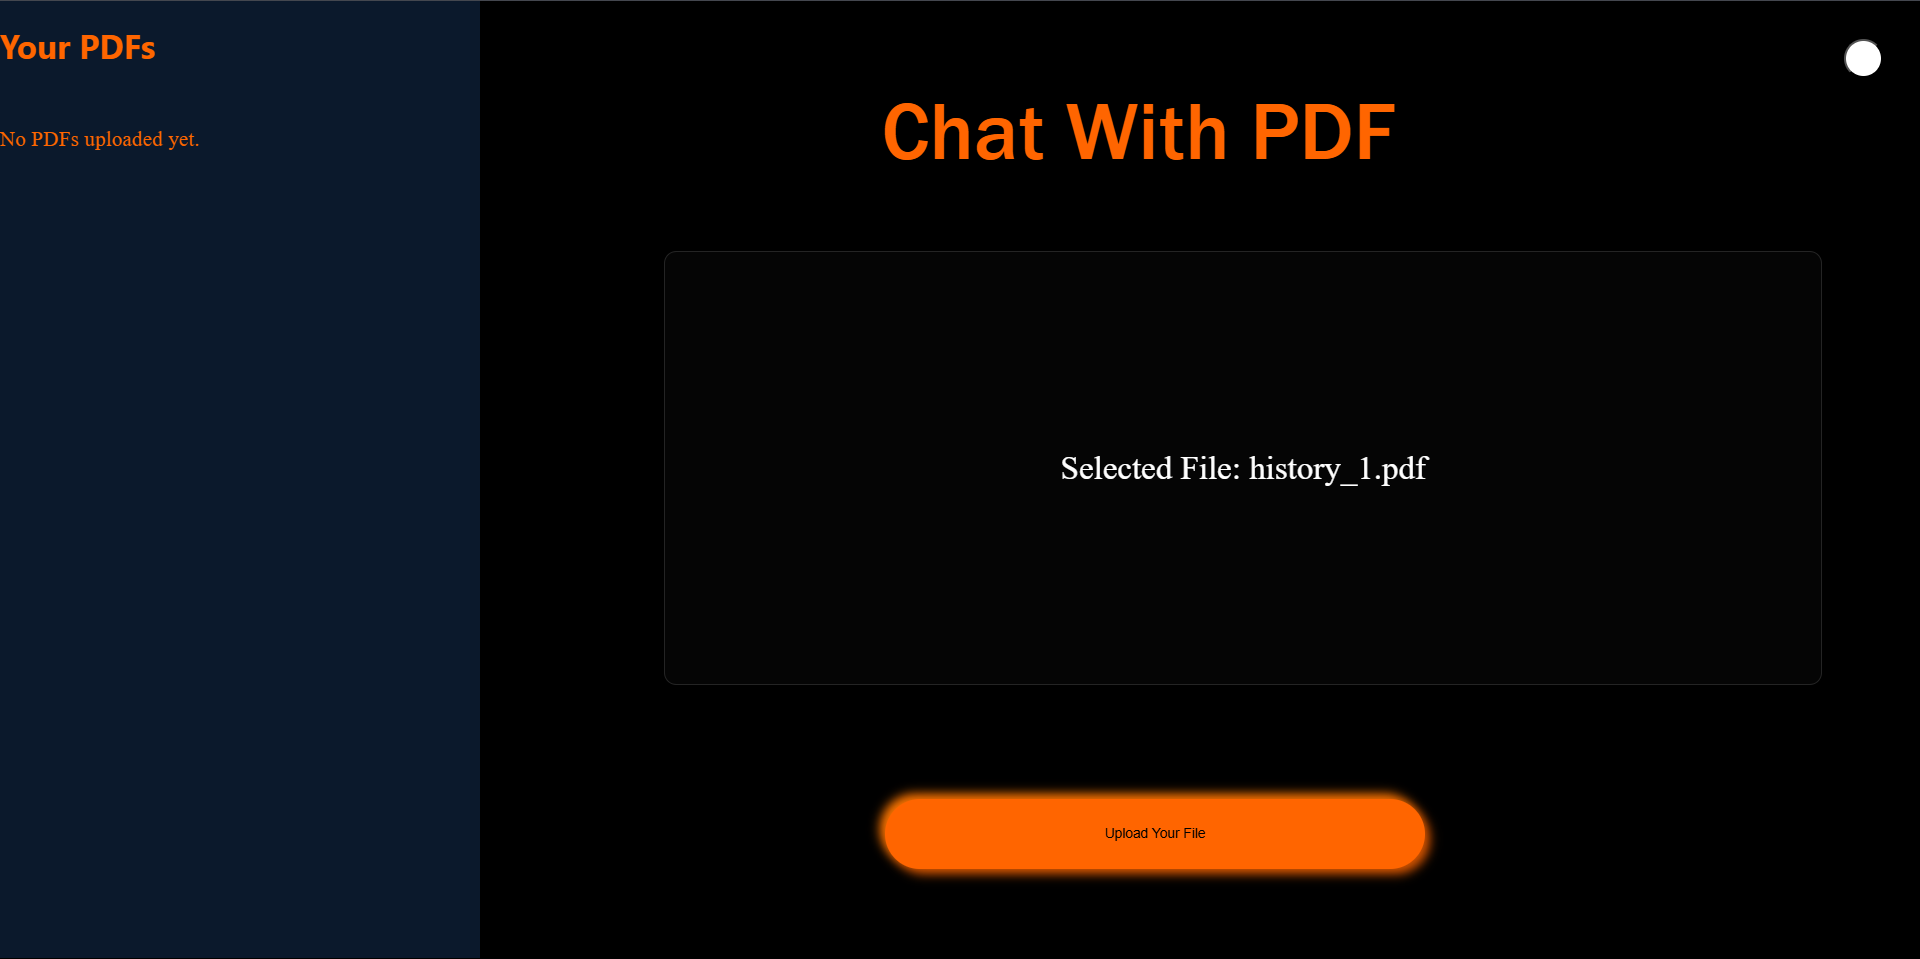 Your PDFs
No PDFs uploaded yet.
Chat With PDF
Selected File: history_1.pdf
Upload Your File